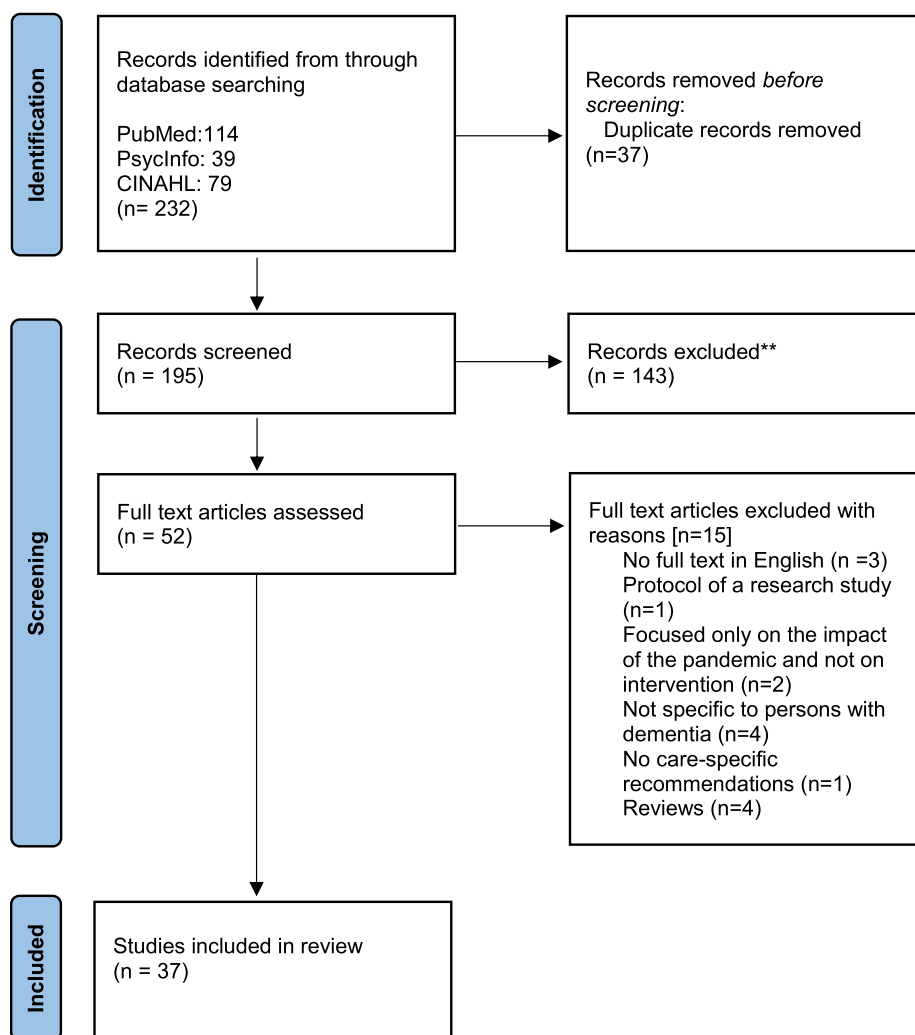 Identification
Records identified from through
database searching
PubMed:114
PsycInfo: 39
CINAHL: 79
(n= 232)
Records removed before
screening:
Duplicate records removed
(n=37)
Screening
Records screened
(n = 195)
Records excluded**
(n = 143)
Full text articles assessed
(n = 52)
Full text articles excluded with
reasons [n=15]
No full text in English (n =3)
Protocol of a research study
(n=1)
Focused only on the impact
of the pandemic and not on
intervention (n=2)
Not specific to persons with
dementia (n=4)
No care-specific
recommendations (n=1)
Reviews (n=4)
Included
Studies included in review
(n = 37)